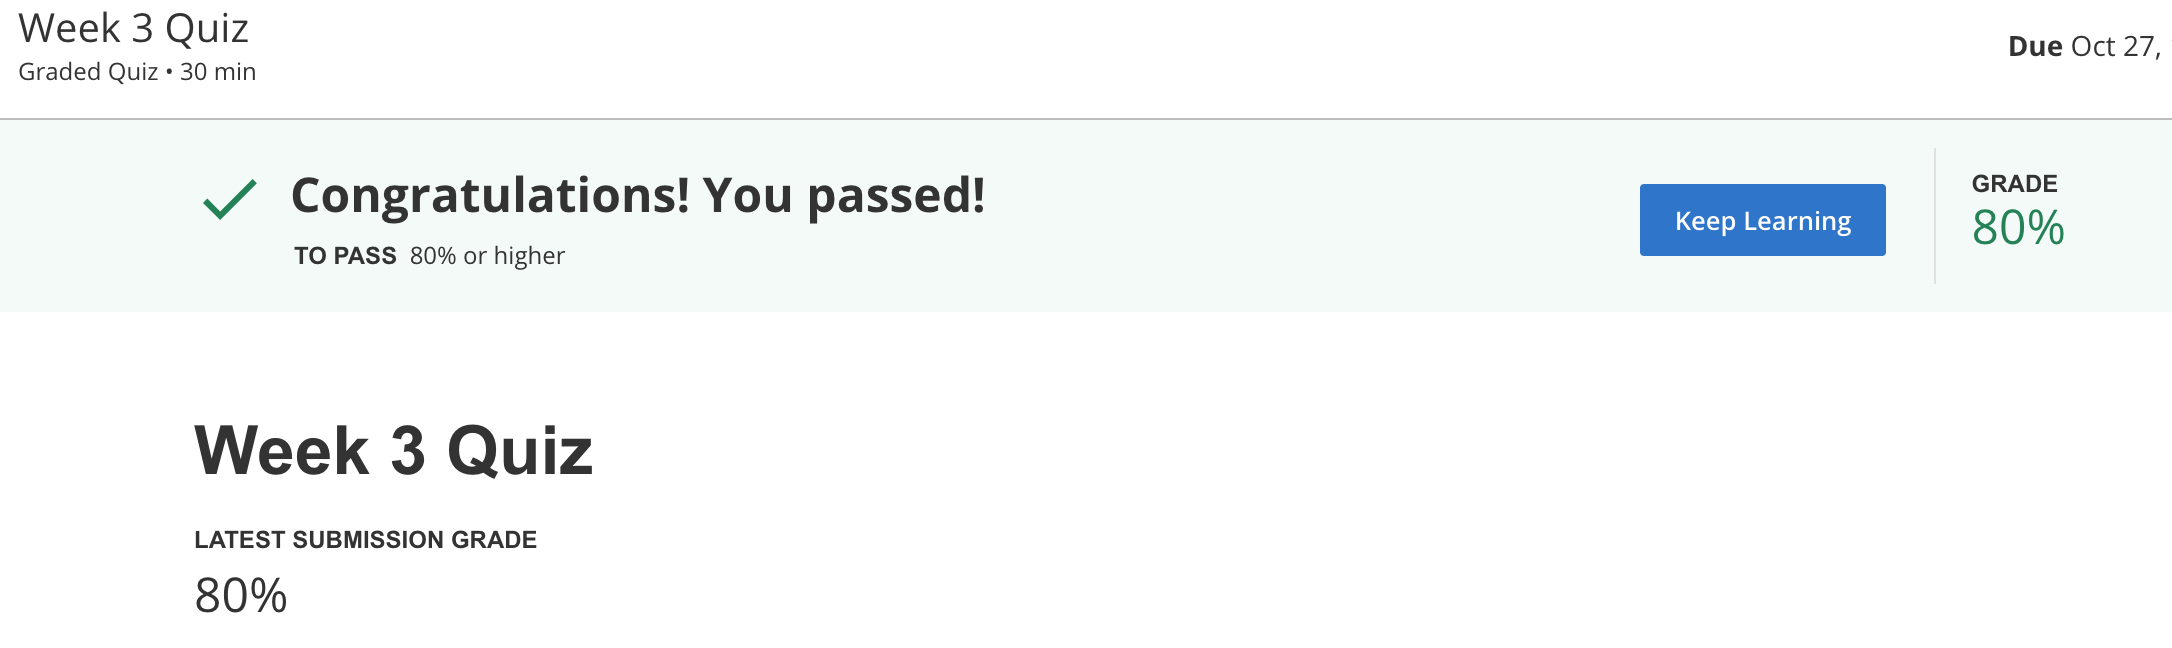 Week 3 Quiz
Graded Quiz • 30 min
Due Oct 27,
Congratulations! You passed!
TO PASS 80% or higher
Keep Learning
GRADE
80%
Week 3 Quiz
LATEST SUBMISSION GRADE
80%